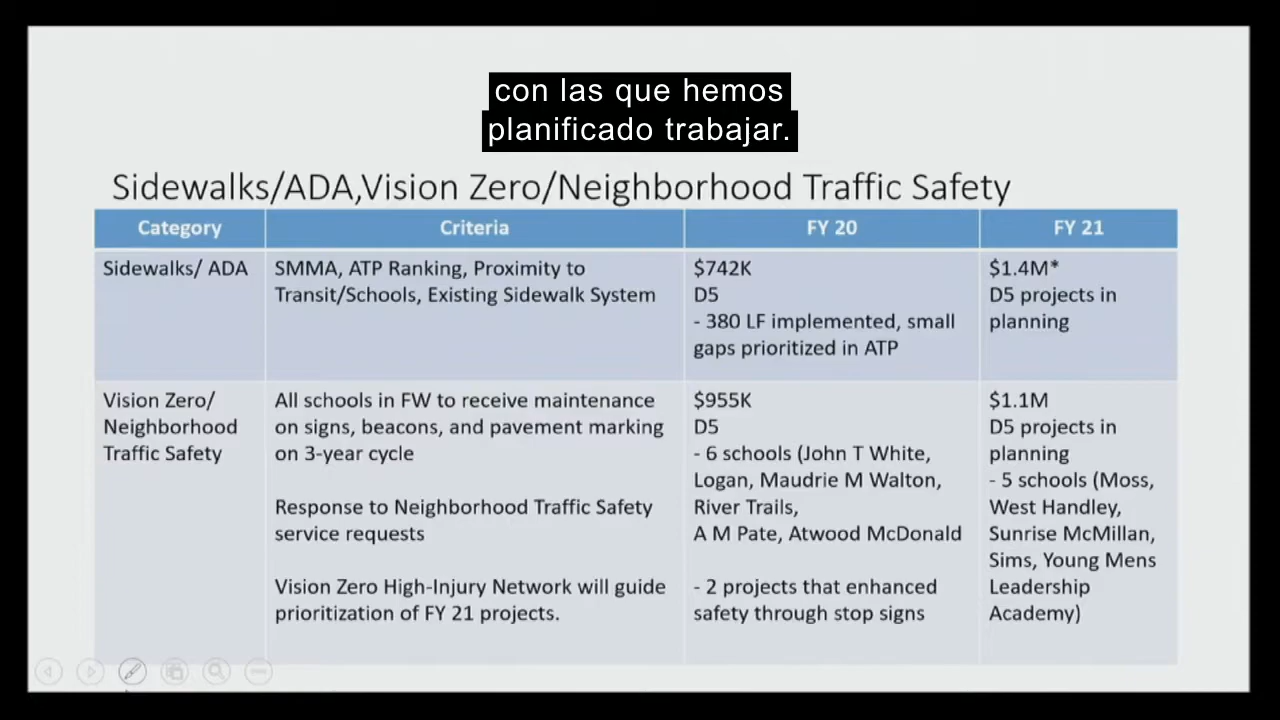 con las que hemos
planificado trabajar.
Sidewalks/ADA,Vision Zero/Neighborhood Traffic Safety
Category
Criteria
FY 20
FY 21
Sidewalks/ ADA
SMMA, ATP Ranking, Proximity to
Transit/Schools, Existing Sidewalk System
$742K
D5
- 380 LF implemented, small
gaps prioritized in ATP
$1.4M*
D5 projects in
planning
Vision Zero/
Neighborhood
Traffic Safety
All schools in FW to receive maintenance
on signs, beacons, and pavement marking
on 3-year cycle
Response to Neighborhood Traffic Safety
service requests
Vision Zero High-Injury Network will guide
prioritization of FY 21 projects.
$955K
D5
- 6 schools (John T White,
Logan, Maudrie M Walton,
River Trails,
A M Pate, Atwood McDonald
- 2 projects that enhanced
safety through stop signs
$1.1M
D5 projects in
planning
- 5 schools (Moss,
West Handley,
Sunrise McMillan,
Sims, Young Mens
Leadership
Academy)